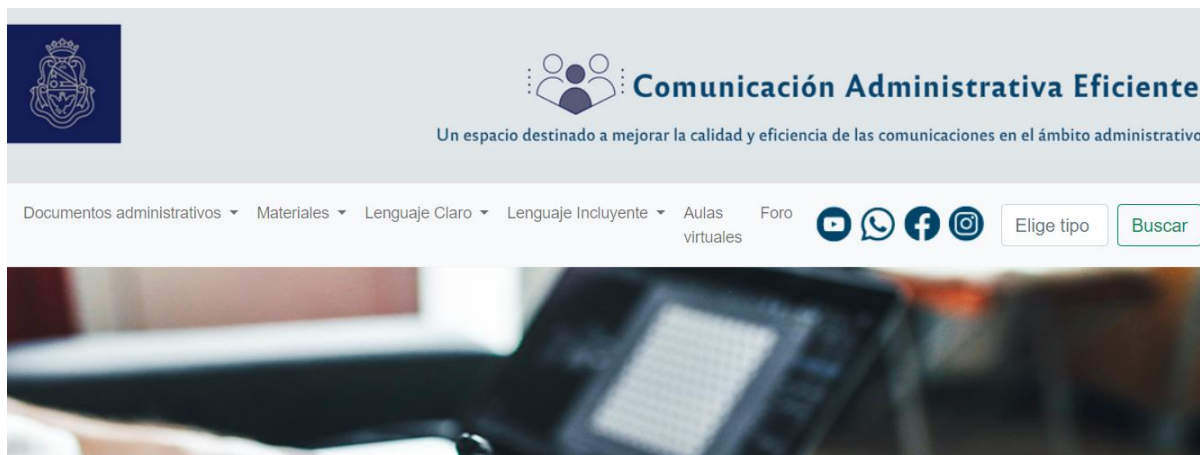 Comunicación Administrativa Eficiente
Un espacio destinado a mejorar la calidad y eficiencia de las comunicaciones en el ámbito administrativo
Documentos administrativos Materiales Lenguaje Claro Lenguaje Incluyente Aulas virtuales Foro Elige tipo Buscar